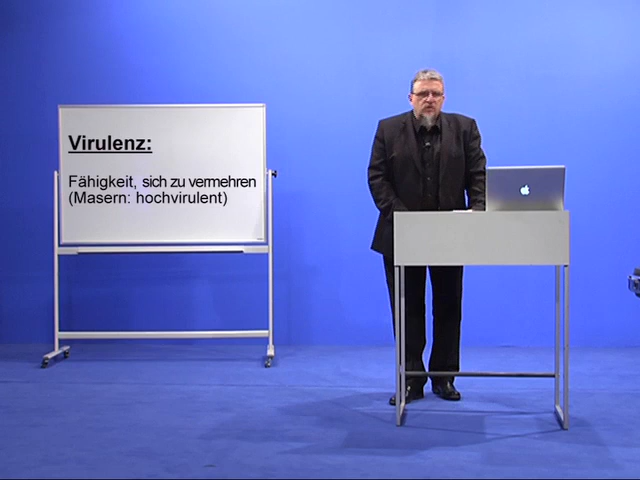 Virulenz:
Fähigkeit, sich zu vermehren
(Masern: hochvirulent)